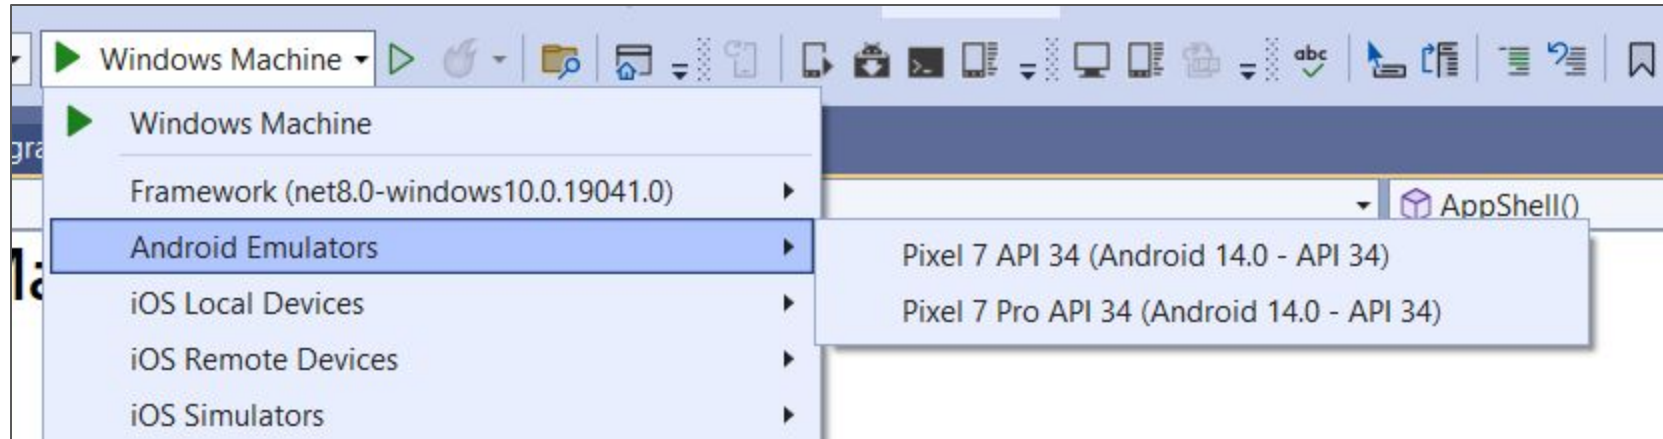 Windows Machine
abc
Windows Machine
gra
Framework (net8.0-windows10.0.19041.0)
AppShell()
Android Emulators
Pixel 7 API 34 (Android 14.0 - API 34)
iOS Local Devices
Pixel 7 Pro API 34 (Android 14.0 - API 34)
iOS Remote Devices
iOS Simulators